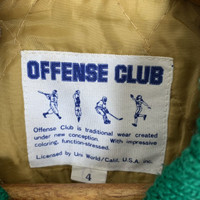 OFFENSE CLUB
Offense Club is traditional wear created
under new conception. With impressive
coloring, function-stressed.
Licensed by Uni World/Calif. U.S.A. Inc.
4